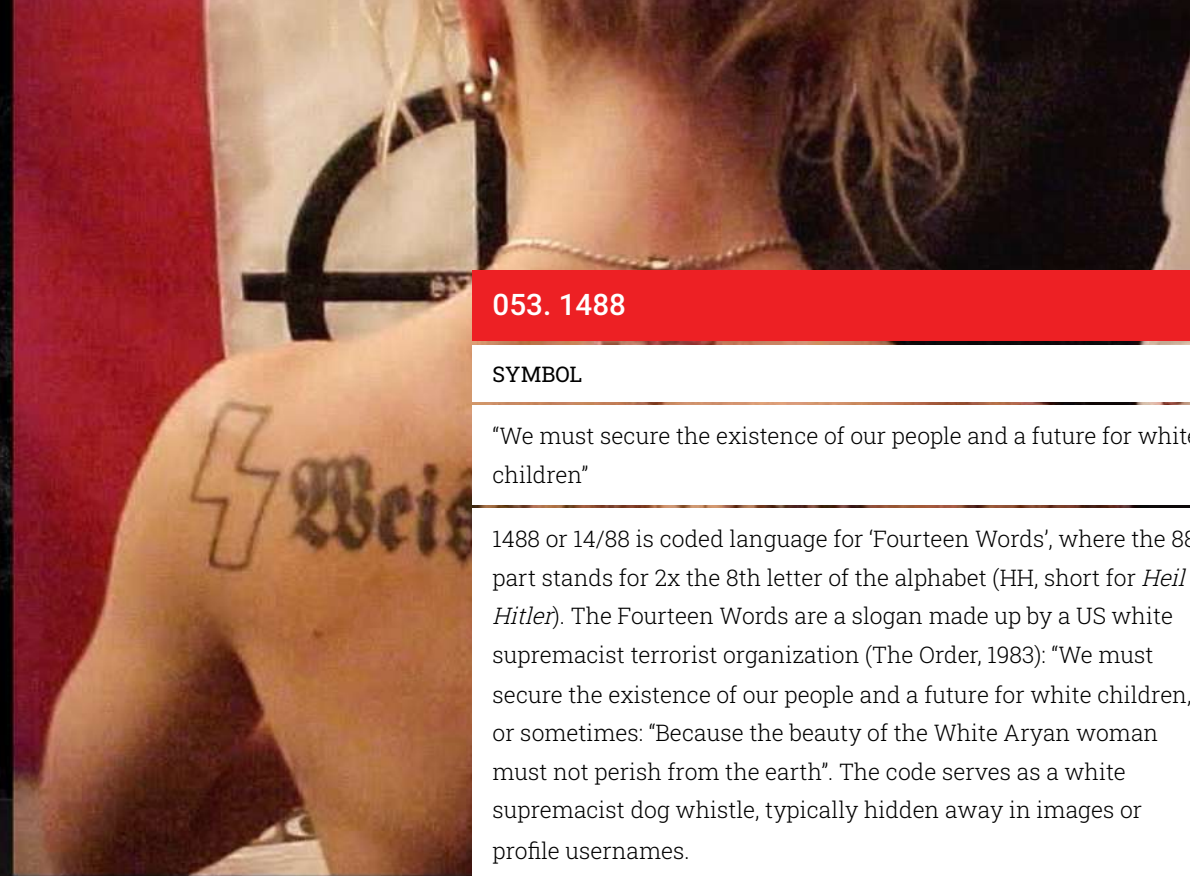 053. 1488
SYMBOL
“We must secure the existence of our people and a future for white
children”
Weis
1488 or 14/88 is coded language for ‘Fourteen Words’, where the 88
part stands for 2x the 8th letter of the alphabet (HH, short for Heil
Hitler). The Fourteen Words are a slogan made up by a US white
supremacist terrorist organization (The Order, 1983): “We must
secure the existence of our people and a future for white children,
or sometimes: “Because the beauty of the White Aryan woman
must not perish from the earth”. The code serves as a white
supremacist dog whistle, typically hidden away in images or
profile usernames.